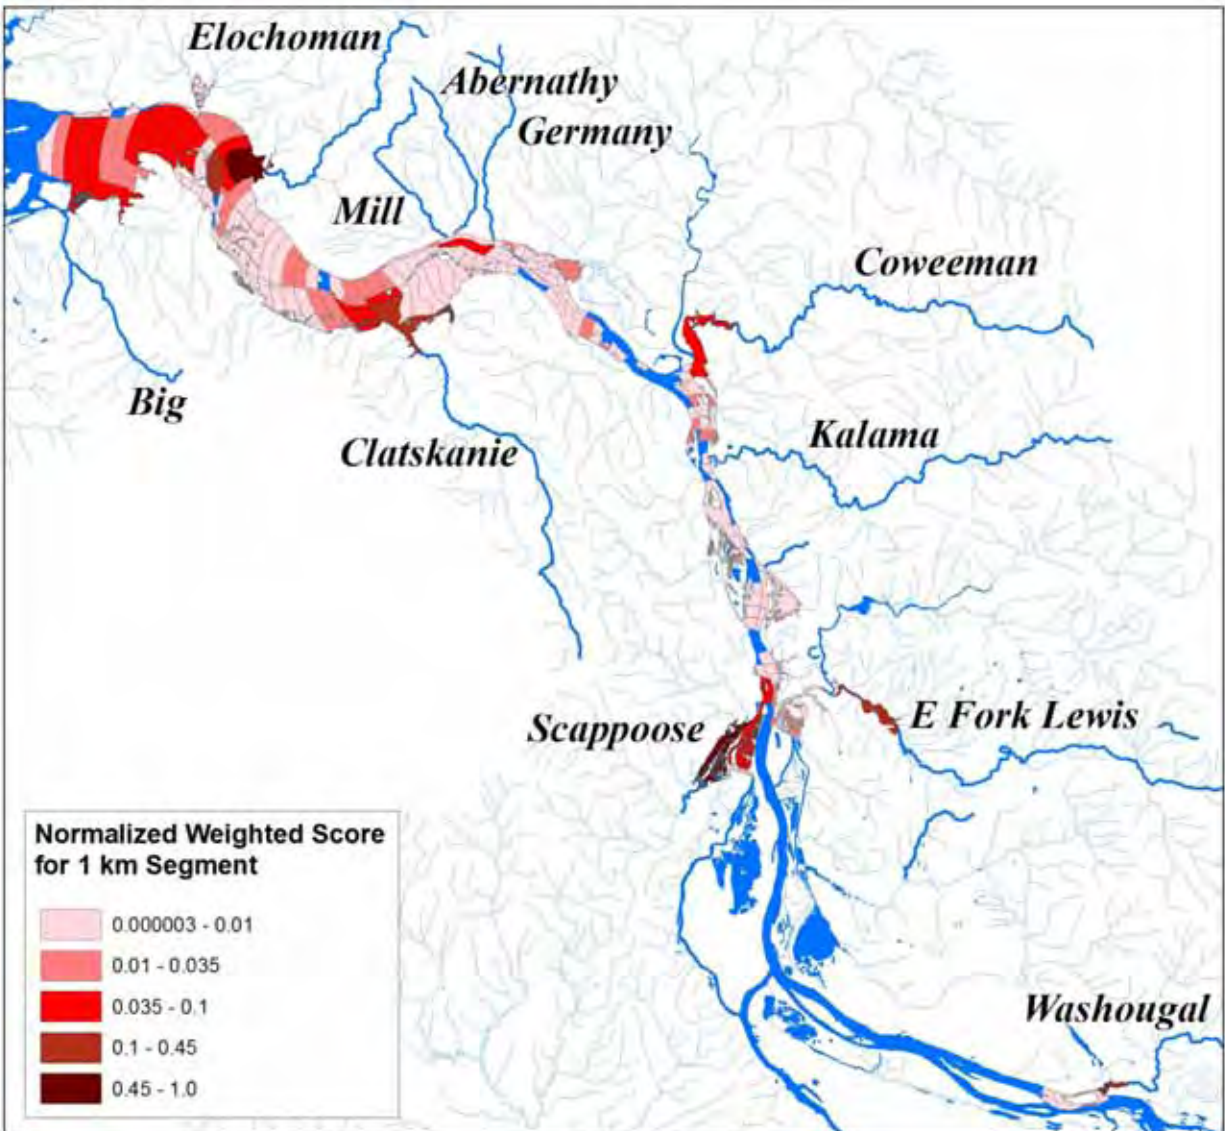 Elochoman
Abernathy
Germany
Mill
Coweeman
Big
Kalama
Clatskanie
Scappoose
E Fork Lewis
Normalized Weighted Score
for 1 km Segment
0.000003 - 0.01
0.01 - 0.035
0.035 - 0.1
0.1 - 0.45
0.45 - 1.0
Washougal